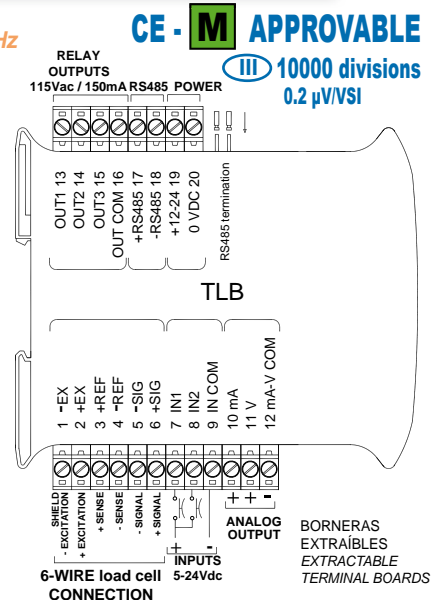 Hz
CE - M APPROVABLE
III 10000 divisions
0.2 µV/VSI
RELAY
OUTPUTS
115Vac / 150mA RS485 POWER
OUT1 13
OUT2 14
OUT3 15
OUT COM 16
+RS485 17
-RS485 18
+12-24 19
0 VDC 20
RS485 termination
TLB
1 -EX
2 +EX
3 +REF
4 -REF
5 -SIG
6 +SIG
7 IN1
8 IN2
9 IN COM
10 mA
11 V
12 mA-V COM
SHIELD
- EXCITATION
+ EXCITATION
+ SENSE
- SENSE
- SIGNAL
+ SIGNAL
+ -
+ + -
INPUTS
5-24Vdc
ANALOG
OUTPUT
6-WIRE load cell
CONNECTION
BORNERAS
EXTRAÍBLES
EXTRACTABLE
TERMINAL BOARDS